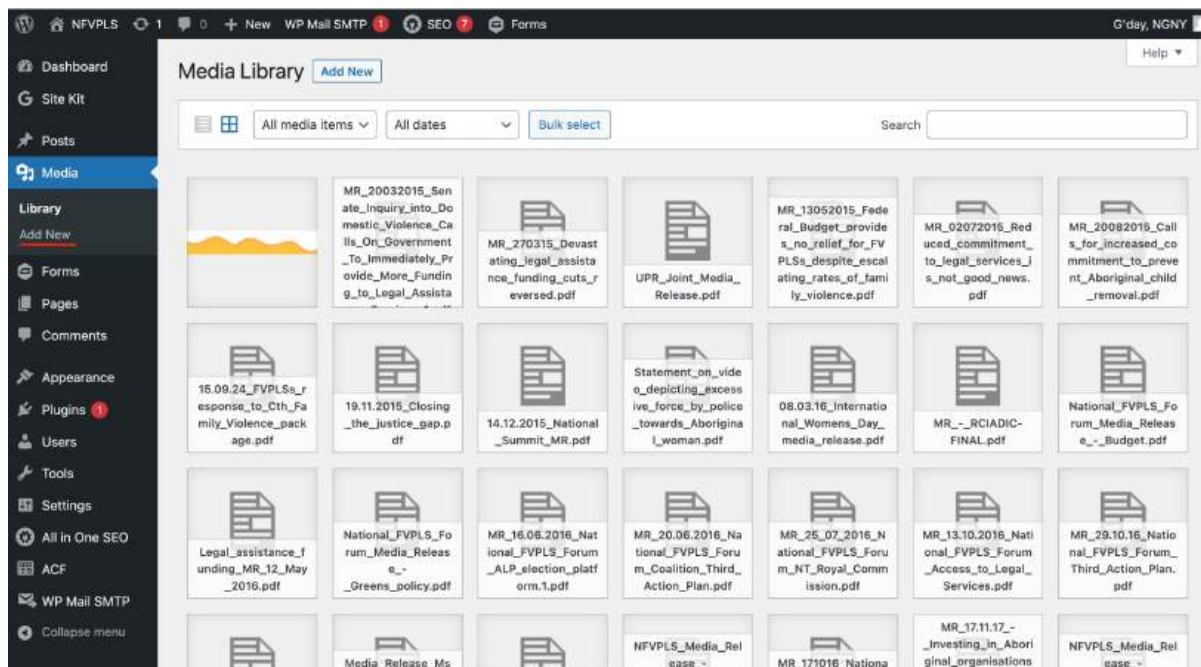 NFVPLS 1 0 + New WP Mail SMTP 1 SEO 7 Forms G'day, NGNY
Help
Dashboard
Site Kit
Posts
Media
Library
Add New
Forms
Pages
Comments
Appearance
Plugins 1
Users
Tools
Settings
All in One SEO
ACF
WP Mail SMTP
Collapse menu
Media Library Add New
All media items All dates Bulk select Search
MR_20032015_Sen
ate_Inquiry_into_Do
mestic_Violence_Ca
lls_On_Government
_To_Immediately_Pr
ovide_More_Fundin
g_to_Legal_Assista
MR_270315_Devast
ating_legal_assista
nce_funding_cuts_r
eversed.pdf
UPR_Joint_Media_
Release.pdf
MR_13052015_Fede
ral_Budget_provide
s_no_relief_for_FV
PLSs_despite_escal
ating_rates_of_fami
ly_violence.pdf
MR_02072015_Red
uced_commitment_
to_legal_services_i
s_not_good_news.
pdf
MR_20082015_Call
s_for_increased_co
mmitment_to_preve
nt_Aboriginal_child
_removal.pdf
15.09.24_FVPLSs_r
esponse_to_Cth_Fa
mily_Violence_pack
age.pdf
19.11.2015_Closing
_the_justice_gap.p
df
14.12.2015_National
_Summit_MR.pdf
Statement_on_vide
o_depicting_excess
ive_force_by_police
_towards_Aborigina
l_woman.pdf
08.03.16_Internatio
nal_Womens_Day_
media_release.pdf
MR_-_RCIADIC-
FINAL.pdf
National_FVPLS_Fo
rum_Media_Releas
e_-_Budget.pdf
Legal_assistance_f
unding_MR_12_May
_2016.pdf
National_FVPLS_Fo
rum_Media_Releas
e_-
_Greens_policy.pdf
MR_16.06.2016_Nat
ional_FVPLS_Forum
_ALP_election_platf
orm.1.pdf
MR_20.06.2016_Na
tional_FVPLS_Foru
m_Coalition_Third_
Action_Plan.pdf
MR_25_07_2016_N
ational_FVPLS_Foru
m_NT_Royal_Comm
ission.pdf
MR_13.10.2016_Nati
onal_FVPLS_Forum
_Access_to_Legal_
Services.pdf
MR_29.10.16_Natio
nal_FVPLS_Forum_
Third_Action_Plan.
pdf
Media_Release_Ms
NFVPLS_Media_Rel
ease_-
MR_171016_Nationa
MR_17.11.17_-
_Investing_in_Abori
ginal_organisations
NFVPLS_Media_Rel
ease_-